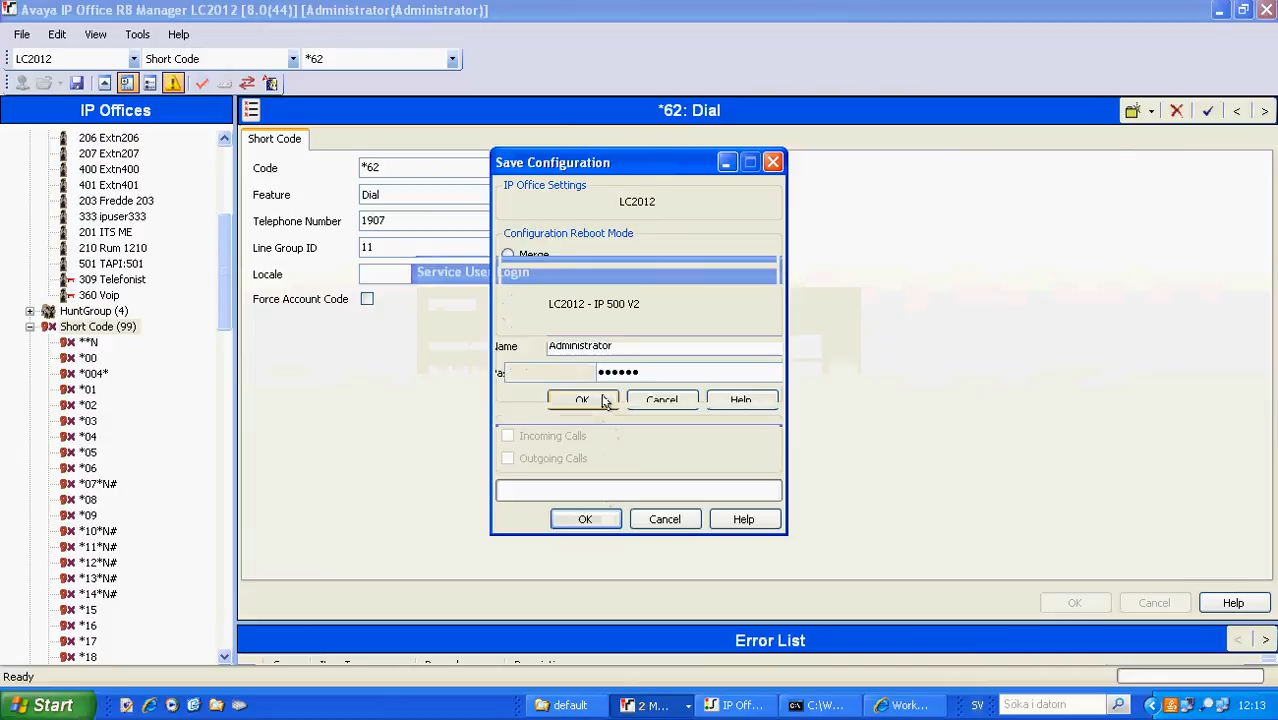 Avaya IP Office R8 Manager LC2012 [8.0(44)] [Administrator(Administrator)]
File Edit View Tools Help
LC2012 Short Code *62
IP Offices
*62: Dial
206 Extn206
207 Extn207
400 Extn400
401 Extn401
203 Fredde 203
333 ipuser333
201 ITS ME
210 Rum 1210
501 TAPI:501
309 Telefonist
360 Voip
HuntGroup (4)
Short Code (99)
**N
*00
*004*
*01
*02
*03
*04
*05
*06
*07*N#
*08
*09
*10*N#
*11*N#
*12*N#
*13*N#
*14*N#
*15
*16
*17
*18
Short Code
Code *62
Feature Dial
Telephone Number 1907
Line Group ID 11
Locale
Force Account Code
Save Configuration
IP Office Settings
LC2012
Configuration Reboot Mode
Merge
Service User Login
LC2012 - IP 500 V2
Name Administrator
••••••
OK Cancel Help
Incoming Calls
Outgoing Calls
OK Cancel Help
OK Cancel Help
Error List
Ready
Start default 2 M... IP Off... C:\W... Work... SV Söka i datorn 12:13